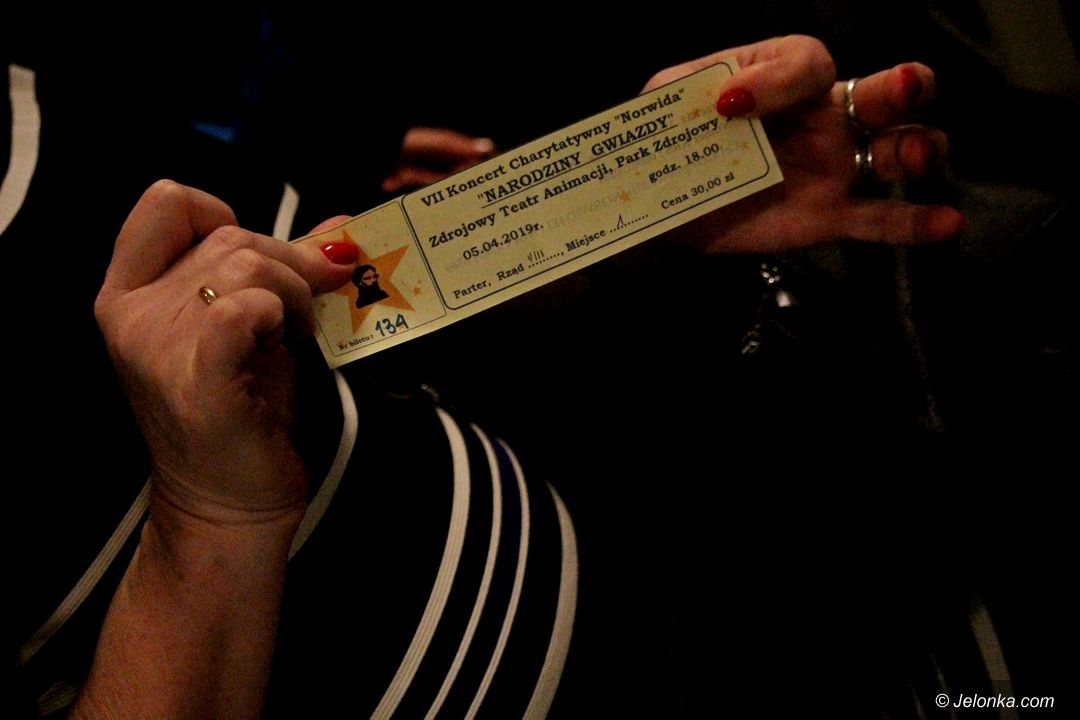 VII Koncert Charytatywny "Norwida"
"NARODZINY GWIAZDY"
Zdrojowy Teatr Animacji, Park Zdrojowy
05.04.2019r. godz. 18.00
Parter, Rząd ...VIII..., Miejsce ...1... Cena 30,00 zł
Nr biletu: 134
© Jelonka.com